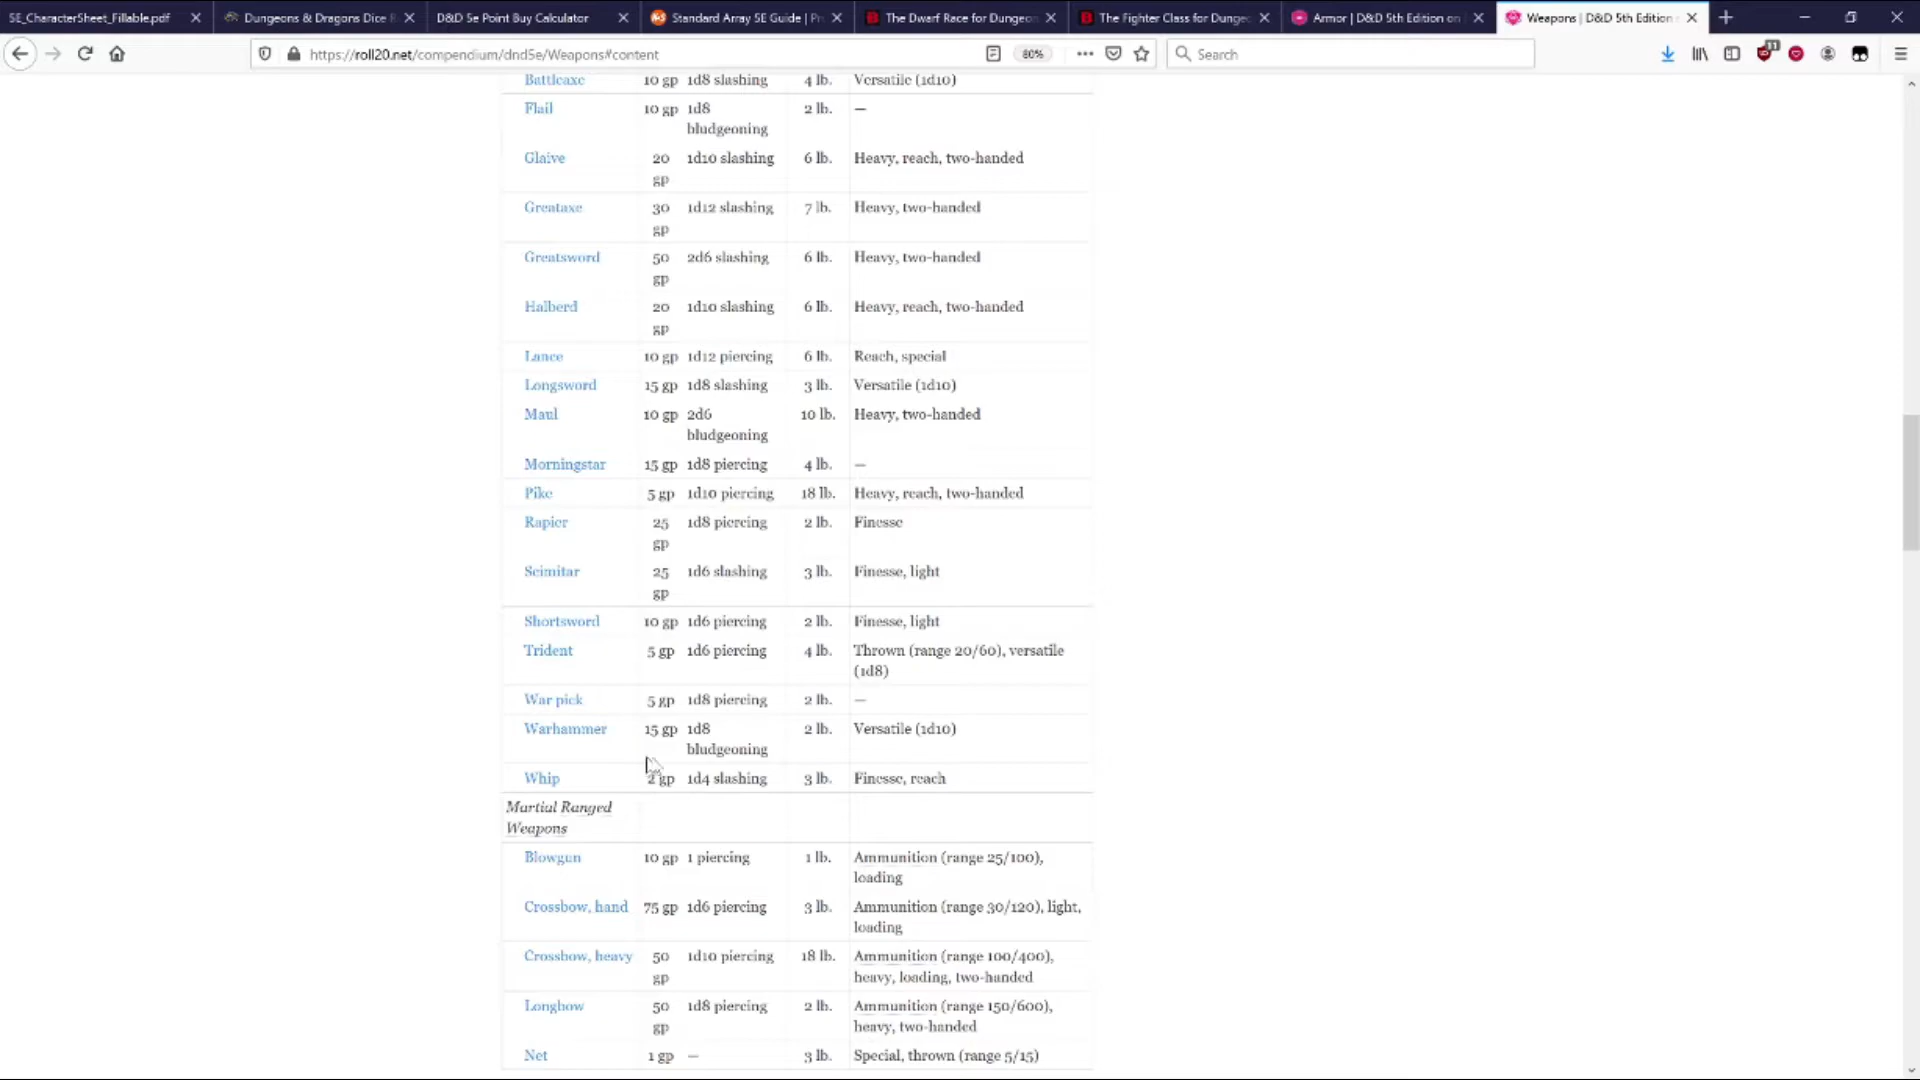 5E_CharacterSheet_Fillable.pdf
Dungeons & Dragons Dice R
D&D 5e Point Buy Calculator
Standard Array 5E Guide | Pr
The Dwarf Race for Dungeon
The Fighter Class for Dungeo
Armor | D&D 5th Edition on
Weapons | D&D 5th Edition
https://roll20.net/compendium/dnd5e/Weapons#content
80%
Search
11
Battleaxe 10 gp 1d8 slashing 4 lb. Versatile (1d10)
Flail 10 gp 1d8 2 lb. —
bludgeoning
Glaive 20 1d10 slashing 6 lb. Heavy, reach, two-handed
gp
Greataxe 30 1d12 slashing 7 lb. Heavy, two-handed
gp
Greatsword 50 2d6 slashing 6 lb. Heavy, two-handed
gp
Halberd 20 1d10 slashing 6 lb. Heavy, reach, two-handed
gp
Lance 10 gp 1d12 piercing 6 lb. Reach, special
Longsword 15 gp 1d8 slashing 3 lb. Versatile (1d10)
Maul 10 gp 2d6 10 lb. Heavy, two-handed
bludgeoning
Morningstar 15 gp 1d8 piercing 4 lb. —
Pike 5 gp 1d10 piercing 18 lb. Heavy, reach, two-handed
Rapier 25 1d8 piercing 2 lb. Finesse
gp
Scimitar 25 1d6 slashing 3 lb. Finesse, light
gp
Shortsword 10 gp 1d6 piercing 2 lb. Finesse, light
Trident 5 gp 1d6 piercing 4 lb. Thrown (range 20/60), versatile
(1d8)
War pick 5 gp 1d8 piercing 2 lb. —
Warhammer 15 gp 1d8 2 lb. Versatile (1d10)
bludgeoning
Whip 2 gp 1d4 slashing 3 lb. Finesse, reach
Martial Ranged
Weapons
Blowgun 10 gp 1 piercing 1 lb. Ammunition (range 25/100),
loading
Crossbow, hand 75 gp 1d6 piercing 3 lb. Ammunition (range 30/120), light,
loading
Crossbow, heavy 50 1d10 piercing 18 lb. Ammunition (range 100/400),
gp heavy, loading, two-handed
Longbow 50 1d8 piercing 2 lb. Ammunition (range 150/600),
gp heavy, two-handed
Net 1 gp — 3 lb. Special, thrown (range 5/15)